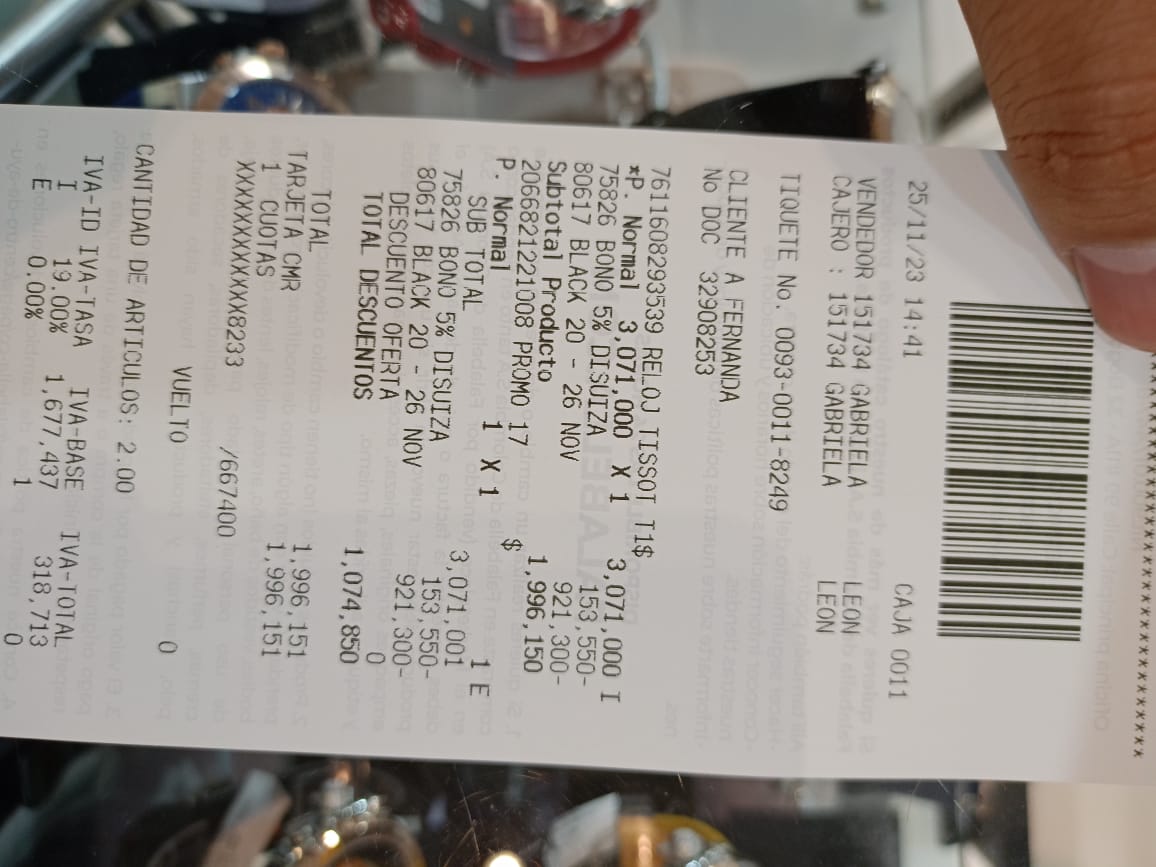 ***********************
25/11/23 14:41 CAJA 0011
VENDEDOR 151734 GABRIELA LEON
CAJERO : 151734 GABRIELA LEON
TIQUETE No. 0093-0011-8249
CLIENTE A FERNANDA
No DOC 32908253
7611608293539 RELOJ TISSOT T1$
*P. Normal 3,071,000 X 1 3,071,000 I
75826 BONO 5% DISUIZA 153,550-
80617 BLACK 20 - 26 NOV 921,300-
Subtotal Producto 1,996,150
2066821221008 PROMO 17 $
P. Normal 1 X 1 1 E
SUB TOTAL 3,071,001
75826 BONO 5% DISUIZA 153,550-
80617 BLACK 20 - 26 NOV 921,300-
DESCUENTO OFERTA 0
TOTAL DESCUENTOS 1,074,850
TOTAL 1,996,151
TARJETA CMR 1,996,151
1 CUOTAS
XXXXXXXXXXXX8233 /667400
VUELTO 0
CANTIDAD DE ARTICULOS: 2.00
IVA-ID IVA-TASA IVA-BASE IVA-TOTAL
I 19.00% 1,677,437 318,713
E 0.00% 1 0